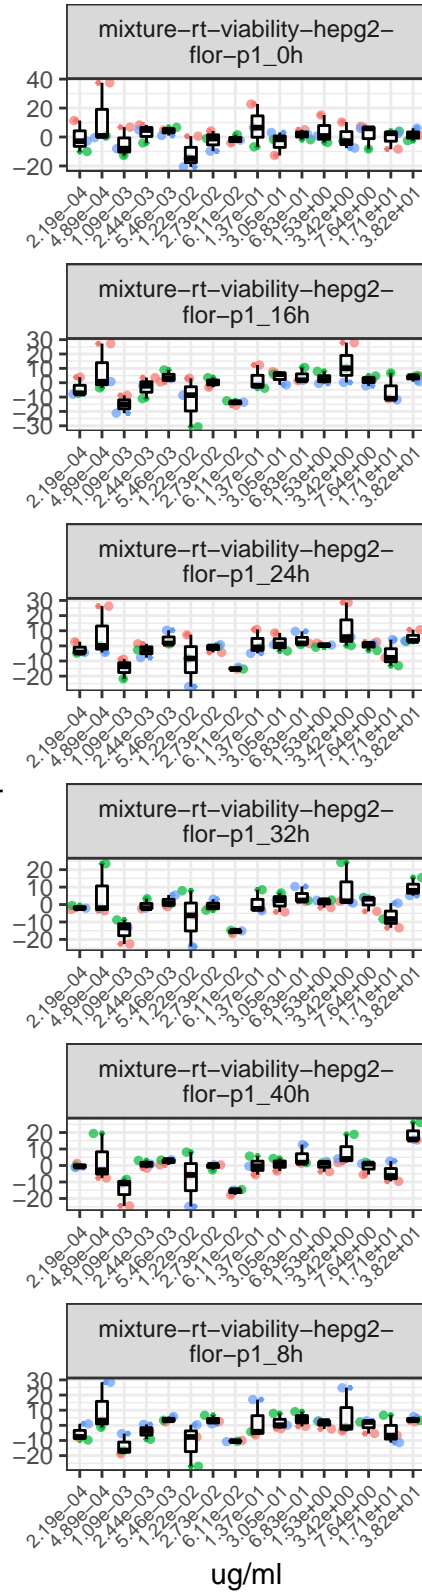 mixture−rt−viability−hepg2−
flor−p1_0h
40
20
0
−20
2.19e−04
4.89e−04
1.09e−03
2.44e−03
5.46e−03
1.22e−02
2.73e−02
6.11e−02
1.37e−01
3.05e−01
6.83e−01
1.53e+00
3.42e+00
7.64e+00
1.71e+01
3.82e+01
mixture−rt−viability−hepg2−
flor−p1_16h
30
20
10
0
−10
−20
−30
2.19e−04
4.89e−04
1.09e−03
2.44e−03
5.46e−03
1.22e−02
2.73e−02
6.11e−02
1.37e−01
3.05e−01
6.83e−01
1.53e+00
3.42e+00
7.64e+00
1.71e+01
3.82e+01
mixture−rt−viability−hepg2−
flor−p1_24h
30
20
10
0
−10
−20
2.19e−04
4.89e−04
1.09e−03
2.44e−03
5.46e−03
1.22e−02
2.73e−02
6.11e−02
1.37e−01
3.05e−01
6.83e−01
1.53e+00
3.42e+00
7.64e+00
1.71e+01
3.82e+01
mixture−rt−viability−hepg2−
flor−p1_32h
20
10
0
−10
−20
2.19e−04
4.89e−04
1.09e−03
2.44e−03
5.46e−03
1.22e−02
2.73e−02
6.11e−02
1.37e−01
3.05e−01
6.83e−01
1.53e+00
3.42e+00
7.64e+00
1.71e+01
3.82e+01
mixture−rt−viability−hepg2−
flor−p1_40h
20
10
0
−10
−20
2.19e−04
4.89e−04
1.09e−03
2.44e−03
5.46e−03
1.22e−02
2.73e−02
6.11e−02
1.37e−01
3.05e−01
6.83e−01
1.53e+00
3.42e+00
7.64e+00
1.71e+01
3.82e+01
mixture−rt−viability−hepg2−
flor−p1_8h
30
20
10
0
−10
−20
2.19e−04
4.89e−04
1.09e−03
2.44e−03
5.46e−03
1.22e−02
2.73e−02
6.11e−02
1.37e−01
3.05e−01
6.83e−01
1.53e+00
3.42e+00
7.64e+00
1.71e+01
3.82e+01
ug/ml